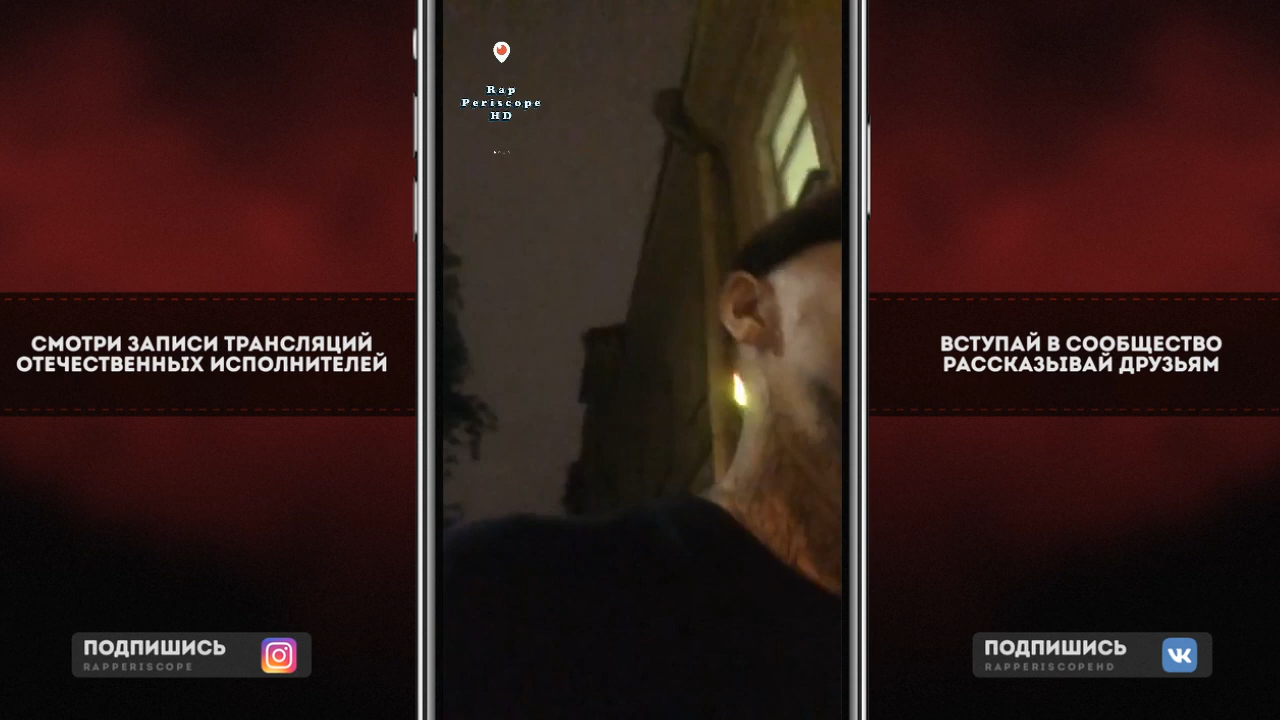 Rap
Periscope
HD
СМОТРИ ЗАПИСИ ТРАНСЛЯЦИЙ
ОТЕЧЕСТВЕННЫХ ИСПОЛНИТЕЛЕЙ
ВСТУПАЙ В СООБЩЕСТВО
РАССКАЗЫВАЙ ДРУЗЬЯМ
ПОДПИШИСЬ
RAPPERISCOPE
ПОДПИШИСЬ
RAPPERISCOPEHD